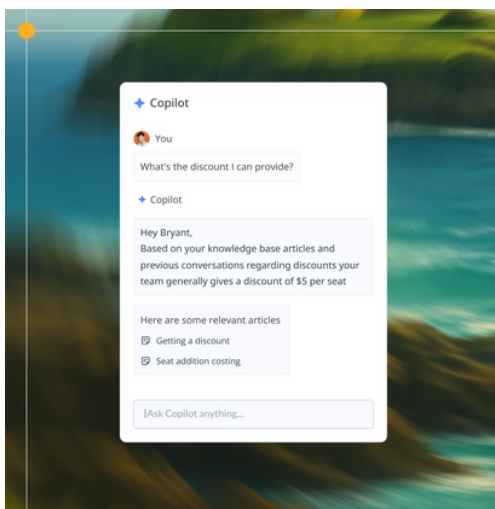 Copilot
You
What's the discount I can provide?
Copilot
Hey Bryant,
Based on your knowledge base articles and
previous conversations regarding discounts your
team generally gives a discount of $5 per seat
Here are some relevant articles
Getting a discount
Seat addition costing
Ask Copilot anything...